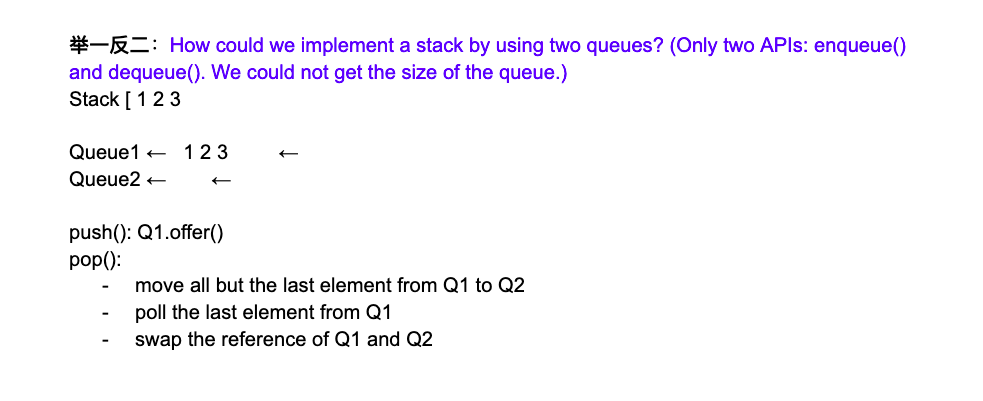 举一反二：How could we implement a stack by using two queues? (Only two APIs: enqueue()
and dequeue(). We could not get the size of the queue.)
Stack [ 1 2 3
Queue1 ← 1 2 3 ←
Queue2 ← ←
push(): Q1.offer()
pop():
- move all but the last element from Q1 to Q2
- poll the last element from Q1
- swap the reference of Q1 and Q2